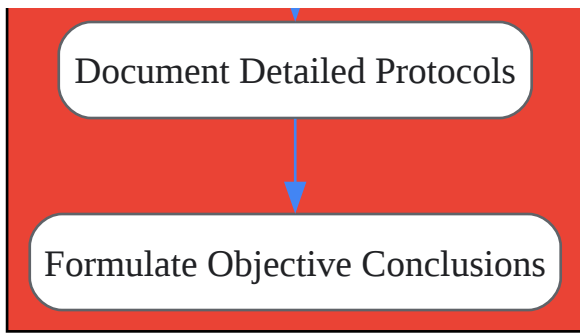 Document Detailed Protocols
Formulate Objective Conclusions